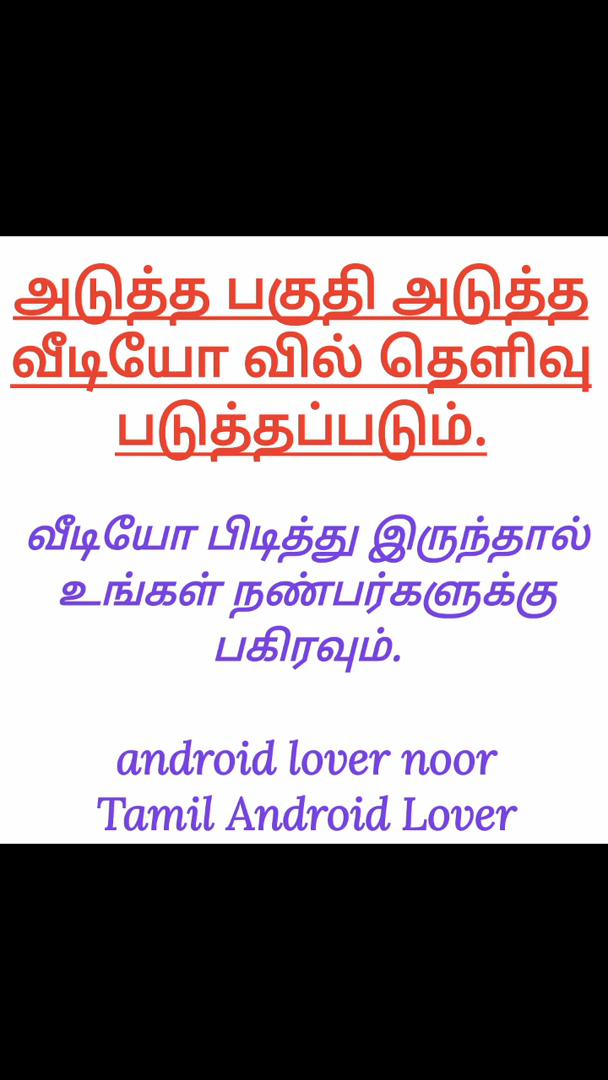 அடுத்த பகுதி அடுத்த
வீடியோ வில் தெளிவு
படுத்தப்படும்.
வீடியோ பிடித்து இருந்தால்
உங்கள் நண்பர்களுக்கு
பகிரவும்.
android lover noor
Tamil Android Lover